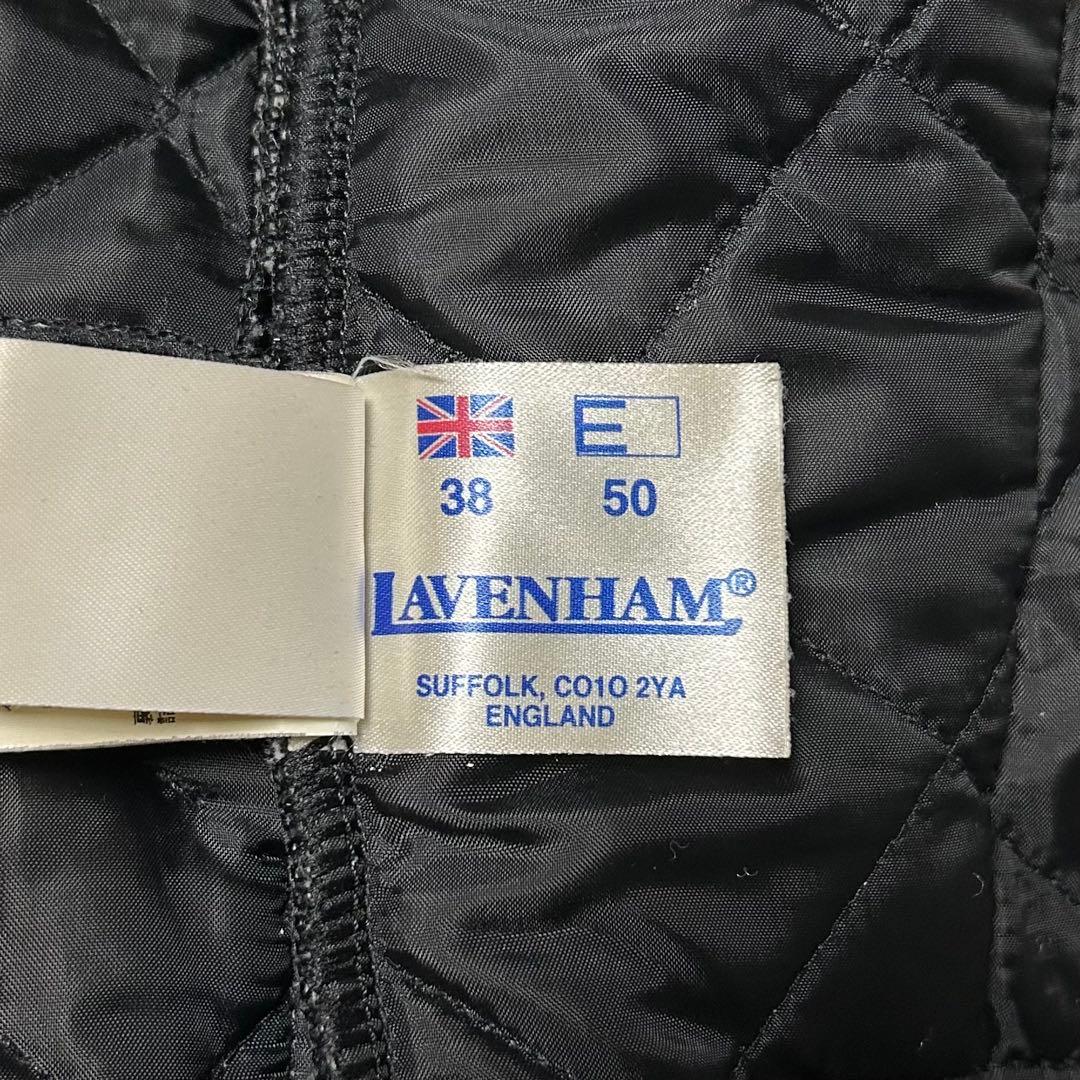 E
38 50
LAVENHAM®
SUFFOLK, CO10 2YA
ENGLAND